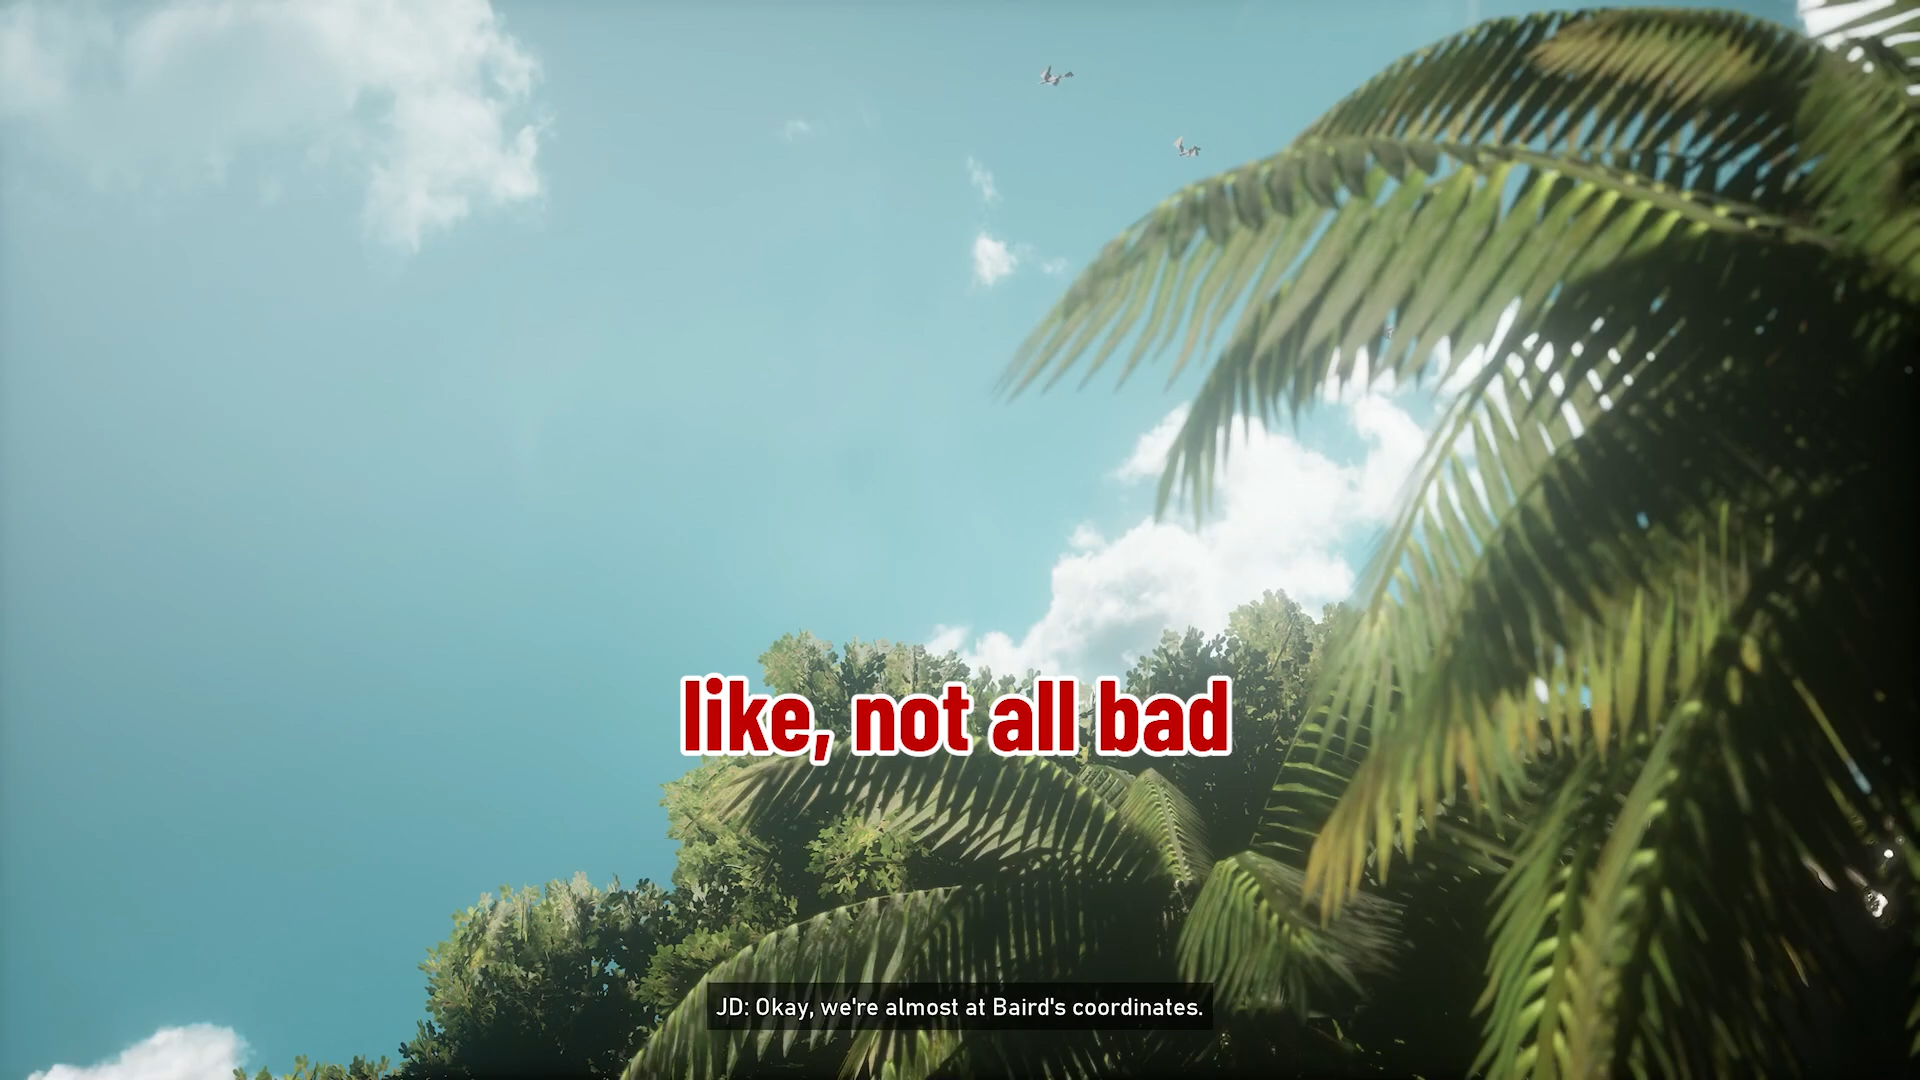 like, not all bad
JD: Okay, we're almost at Baird's coordinates.